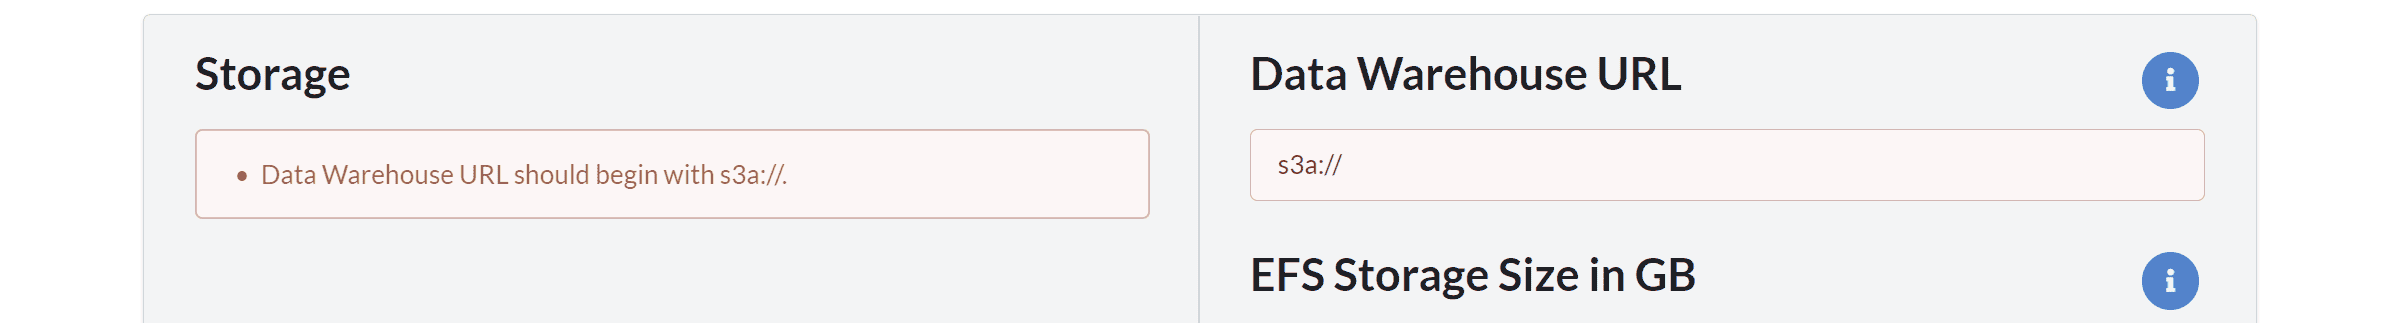 Storage
• Data Warehouse URL should begin with s3a://.
Data Warehouse URL
s3a://
EFS Storage Size in GB